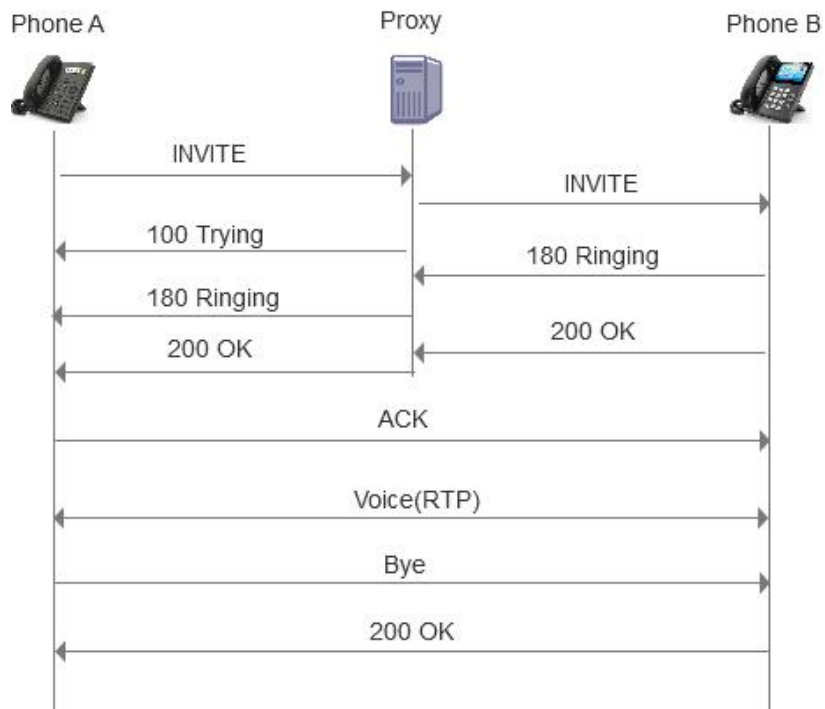 Phone A
Proxy
Phone B
INVITE
INVITE
100 Trying
180 Ringing
180 Ringing
200 OK
200 OK
ACK
Voice(RTP)
Bye
200 OK